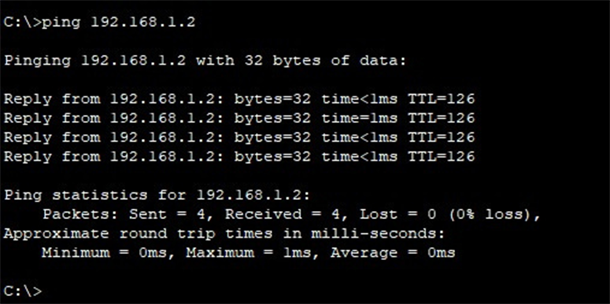 C:\>ping 192.168.1.2
Pinging 192.168.1.2 with 32 bytes of data:
Reply from 192.168.1.2: bytes=32 time<1ms TTL=126
Reply from 192.168.1.2: bytes=32 time=1ms TTL=126
Reply from 192.168.1.2: bytes=32 time<1ms TTL=126
Reply from 192.168.1.2: bytes=32 time<1ms TTL=126
Ping statistics for 192.168.1.2:
Packets: Sent = 4, Received = 4, Lost = 0 (0% loss),
Approximate round trip times in milli-seconds:
Minimum = 0ms, Maximum = 1ms, Average = 0ms
C:\>